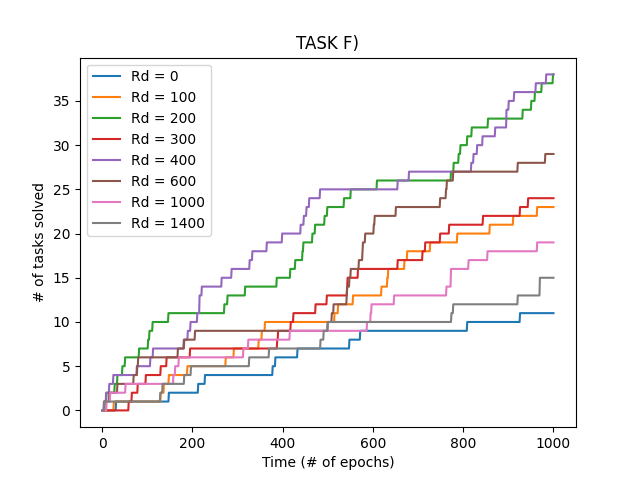 TASK F)
Rd = 0
Rd = 100
Rd = 200
Rd = 300
Rd = 400
Rd = 600
Rd = 1000
Rd = 1400
35
30
25
20
15
10
5
0
# of tasks solved
0 200 400 600 800 1000
Time (# of epochs)